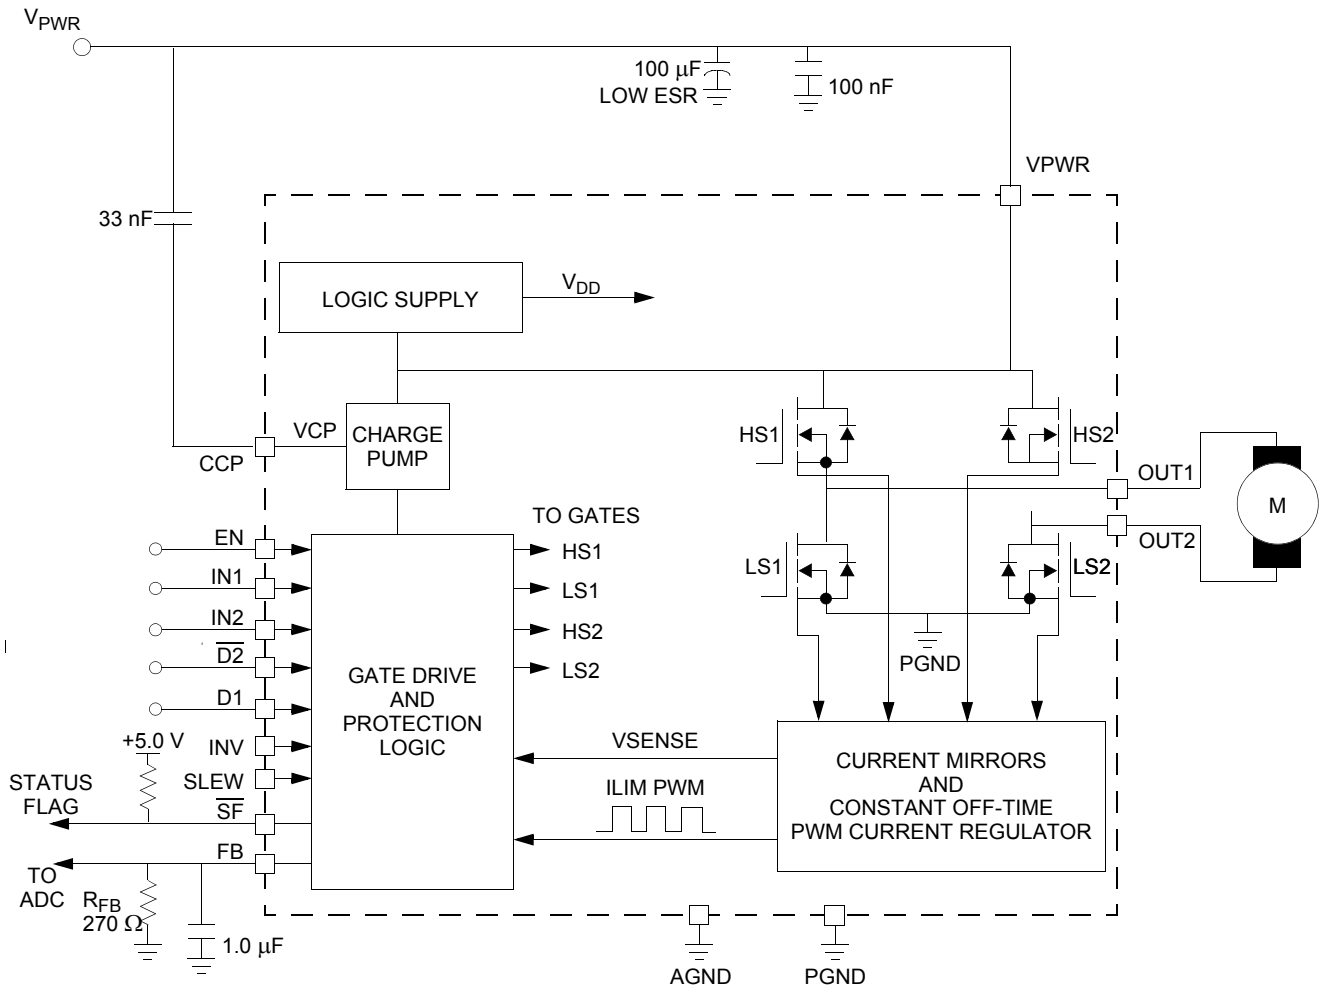 VPWR
100 μF
LOW ESR
100 nF
VPWR
33 nF
LOGIC SUPPLY
VDD
VCP
CCP
CHARGE
PUMP
HS1
HS2
OUT1
M
OUT2
TO GATES
EN
HS1
IN1
LS1
IN2
HS2
D2
LS2
D1
LS1
LS2
PGND
GATE DRIVE
AND
PROTECTION
LOGIC
+5.0 V
INV
SLEW
STATUS
FLAG
SF
FB
TO
ADC
RFB
270 Ω
1.0 μF
VSENSE
ILIM PWM
CURRENT MIRRORS
AND
CONSTANT OFF-TIME
PWM CURRENT REGULATOR
AGND
PGND